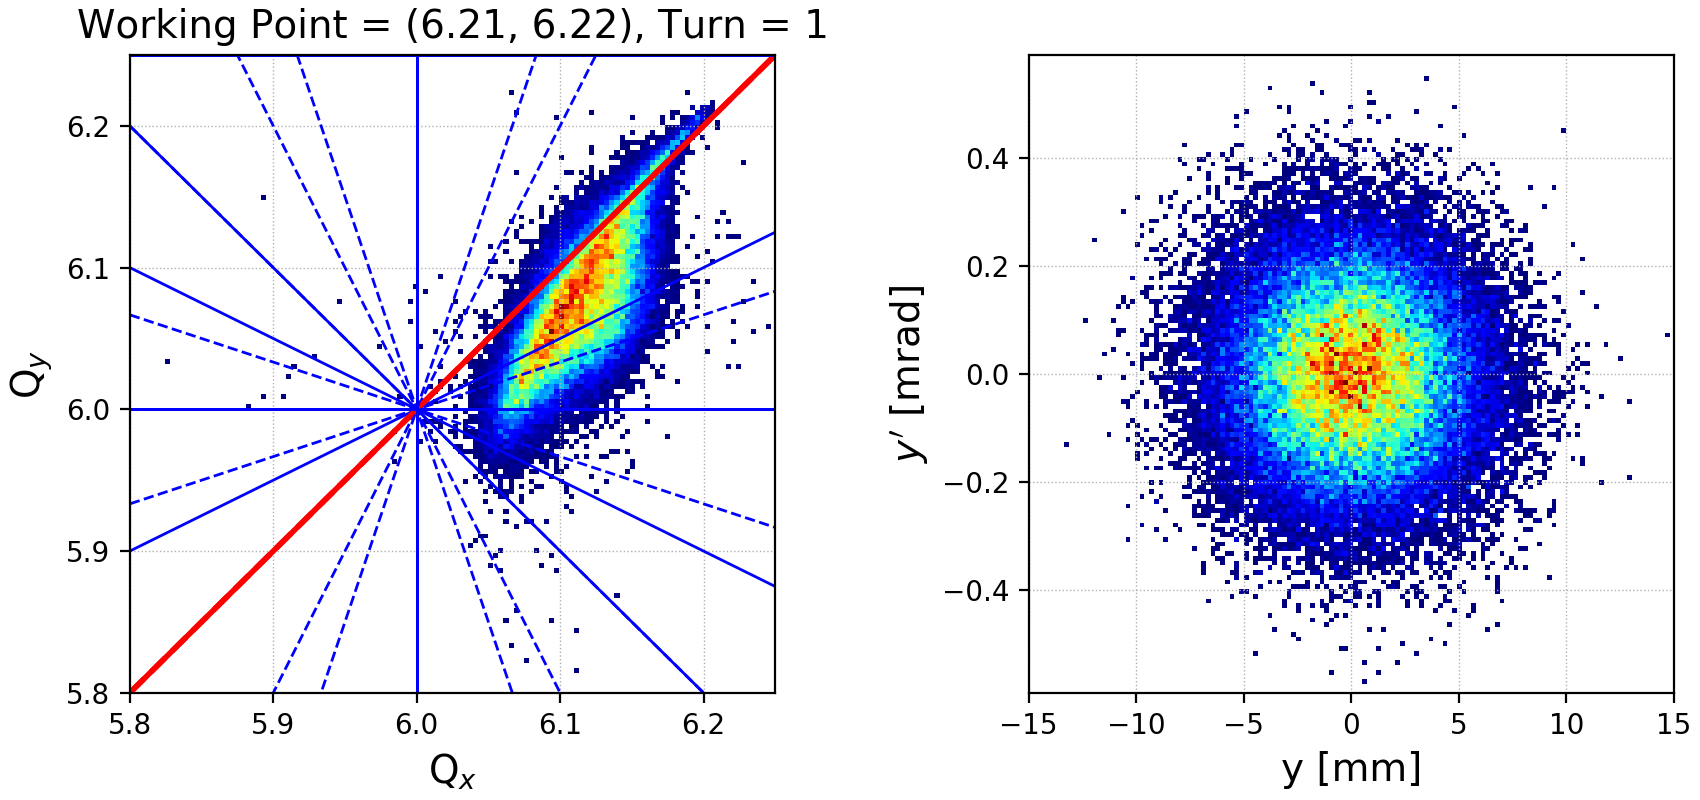 Working Point = (6.21, 6.22), Turn = 1
6.2
6.1
6.0
5.9
5.8
Q_y
5.8 5.9 6.0 6.1 6.2
Q_x
0.4
0.2
0.0
−0.2
−0.4
y′ [mrad]
−15 −10 −5 0 5 10 15
y [mm]